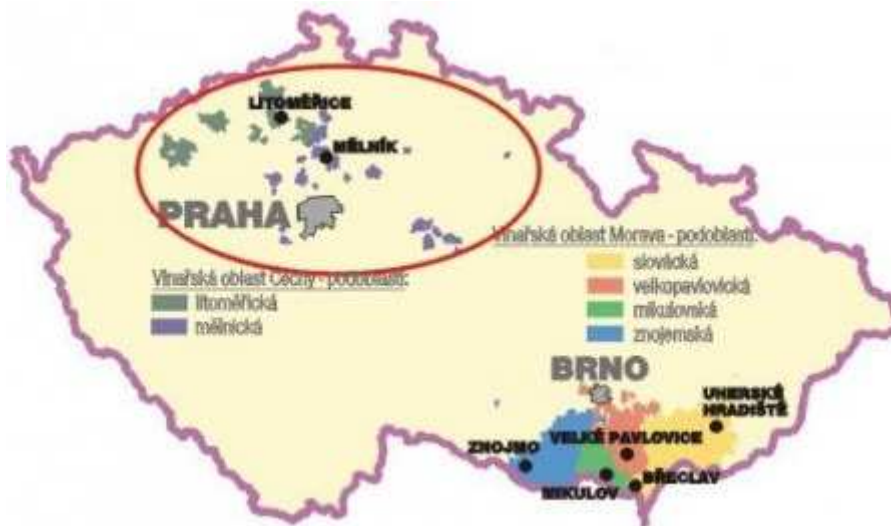 LITOMĚŘICE
MĚLNÍK
PRAHA
Vinařská oblast Čechy - podoblasti:
litoměřická
mělnická
Vinařská oblast Morava - podoblasti:
slovácká
velkopavlovická
mikulovská
znojemská
BRNO
UHERSKÉ
HRADIŠTĚ
ZNOJMO
VELKÉ PAVLOVICE
MIKULOV
BŘECLAV